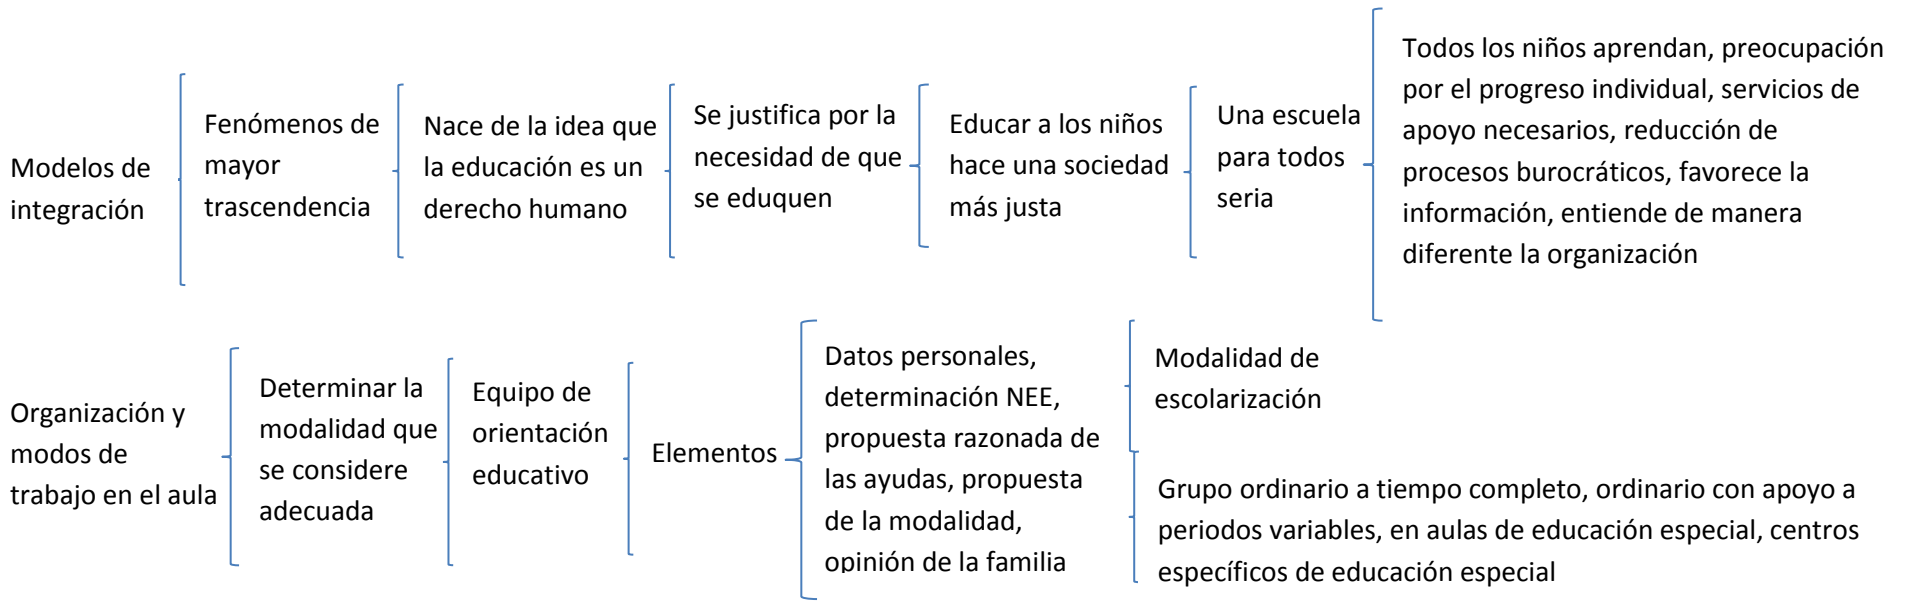 Modelos de
integración
Fenómenos de
mayor
trascendencia
Nace de la idea que
la educación es un
derecho humano
Se justifica por la
necesidad de que
se eduquen
Educar a los niños
hace una sociedad
más justa
Una escuela
para todos
seria
Todos los niños aprendan, preocupación
por el progreso individual, servicios de
apoyo necesarios, reducción de
procesos burocráticos, favorece la
información, entiende de manera
diferente la organización
Organización y
modos de
trabajo en el aula
Determinar la
modalidad que
se considere
adecuada
Equipo de
orientación
educativo
Elementos
Datos personales,
determinación NEE,
propuesta razonada de
las ayudas, propuesta
de la modalidad,
opinión de la familia
Modalidad de
escolarización
Grupo ordinario a tiempo completo, ordinario con apoyo a
periodos variables, en aulas de educación especial, centros
específicos de educación especial